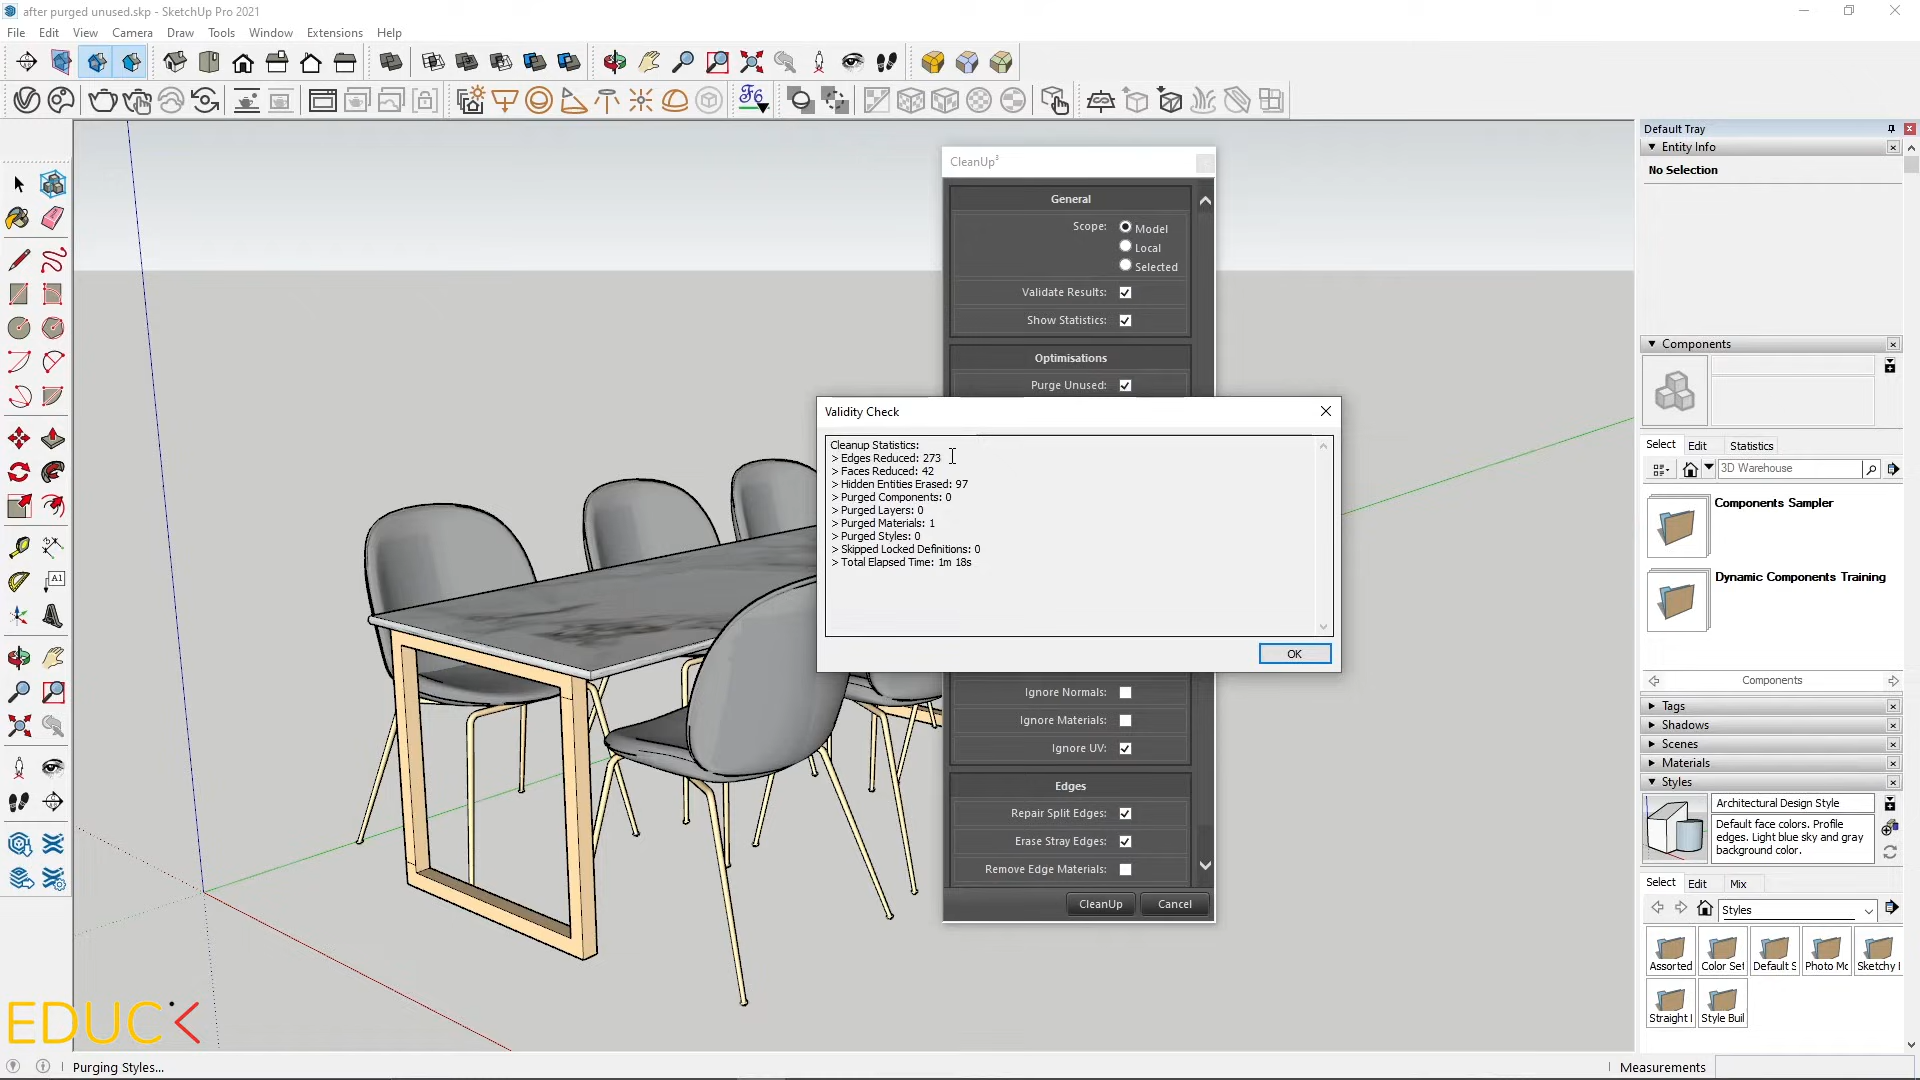 after purged unused.skp - SketchUp Pro 2021
File Edit View Camera Draw Tools Window Extensions Help
F6
A1
CleanUp³
General
Scope:
Model
Local
Selected
Validate Results:
Show Statistics:
Optimisations
Purge Unused:
Validity Check
Cleanup Statistics:
> Edges Reduced: 273
> Faces Reduced: 42
> Hidden Entities Erased: 97
> Purged Components: 0
> Purged Layers: 0
> Purged Materials: 1
> Purged Styles: 0
> Skipped Locked Definitions: 0
> Total Elapsed Time: 1m 18s
OK
Ignore Normals:
Ignore Materials:
Ignore UV:
Edges
Repair Split Edges:
Erase Stray Edges:
Remove Edge Materials:
CleanUp Cancel
Default Tray
Entity Info
No Selection
Components
Select Edit Statistics
3D Warehouse
Components Sampler
Dynamic Components Training
Components
Tags
Shadows
Scenes
Materials
Styles
Architectural Design Style
Default face colors. Profile
edges. Light blue sky and gray
background color.
Select Edit Mix
Styles
Assorted Color Set Default S Photo Mo Sketchy I
Straight l Style Buil
EDUCK
Purging Styles...
Measurements